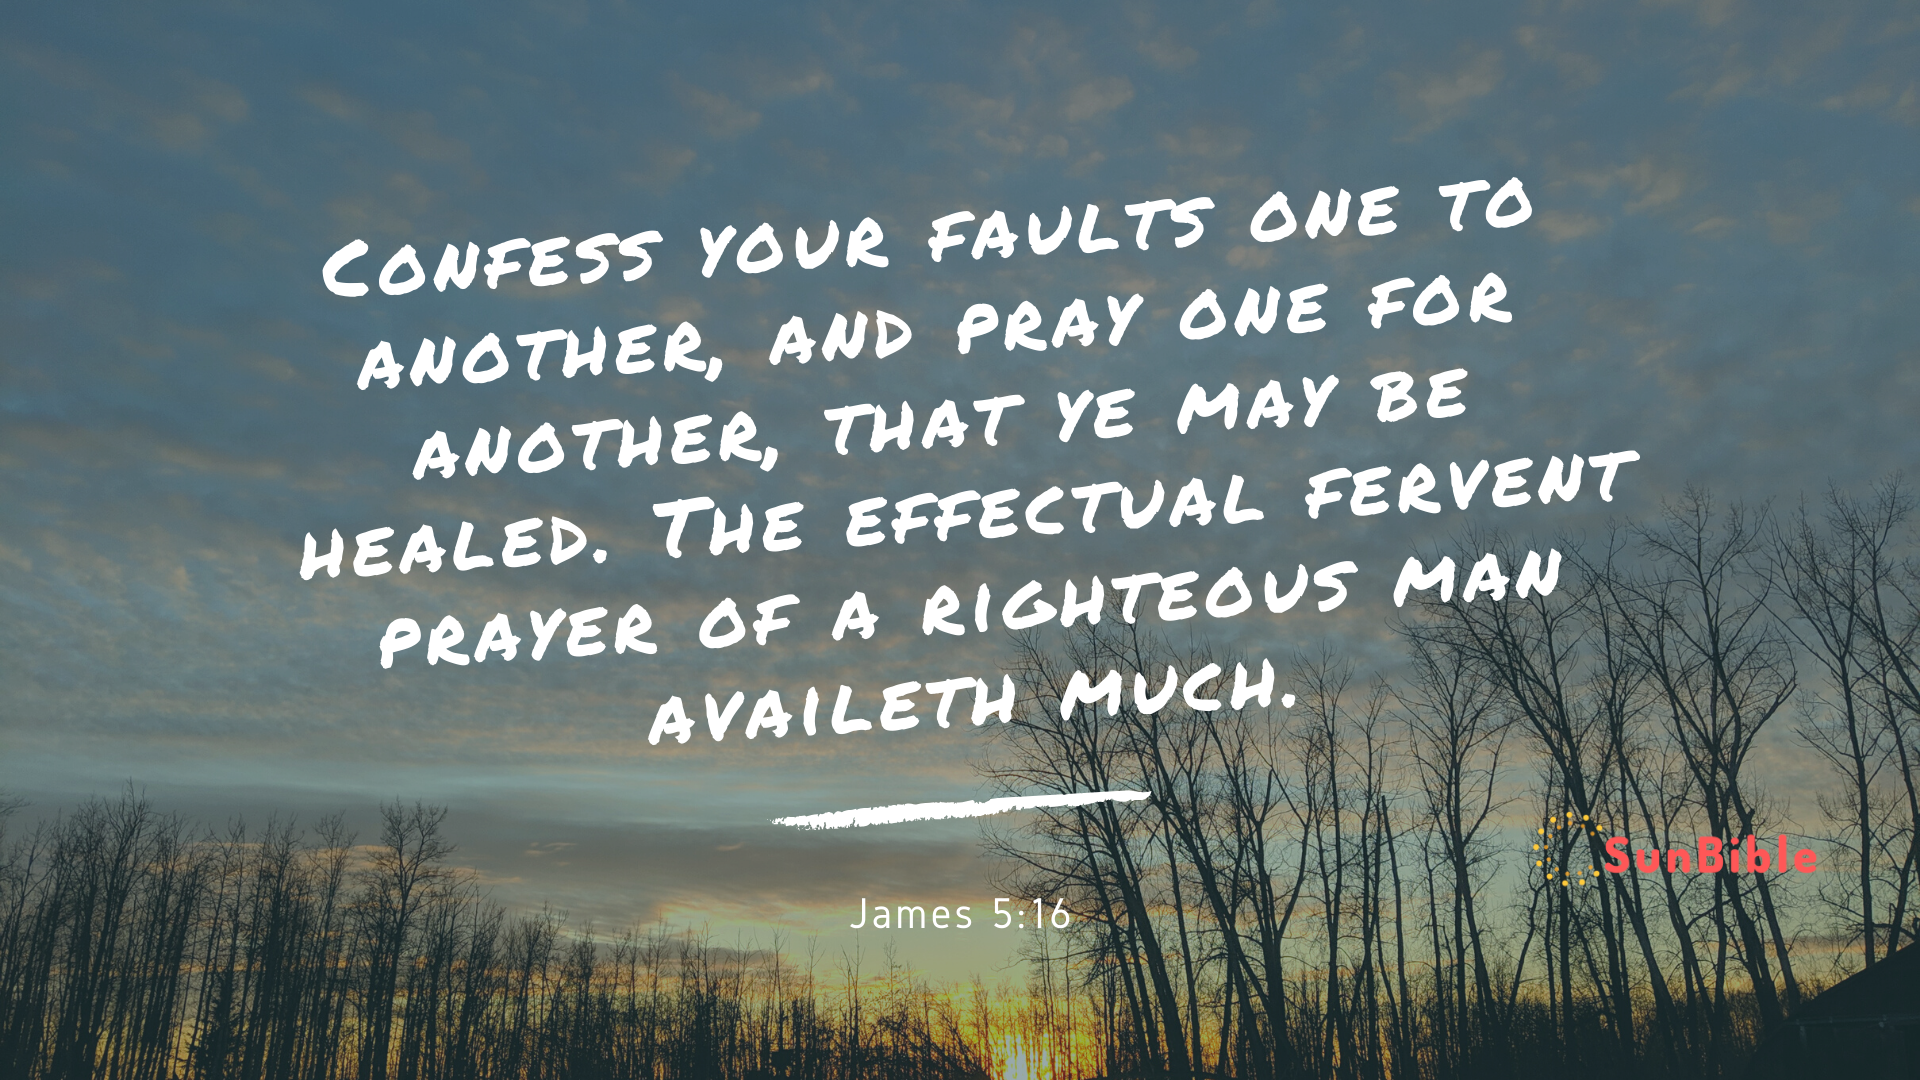 Confess your faults one to
another, and pray one for
another, that ye may be
healed. The effectual fervent
prayer of a righteous man
availeth much.
James 5:16
SunBible